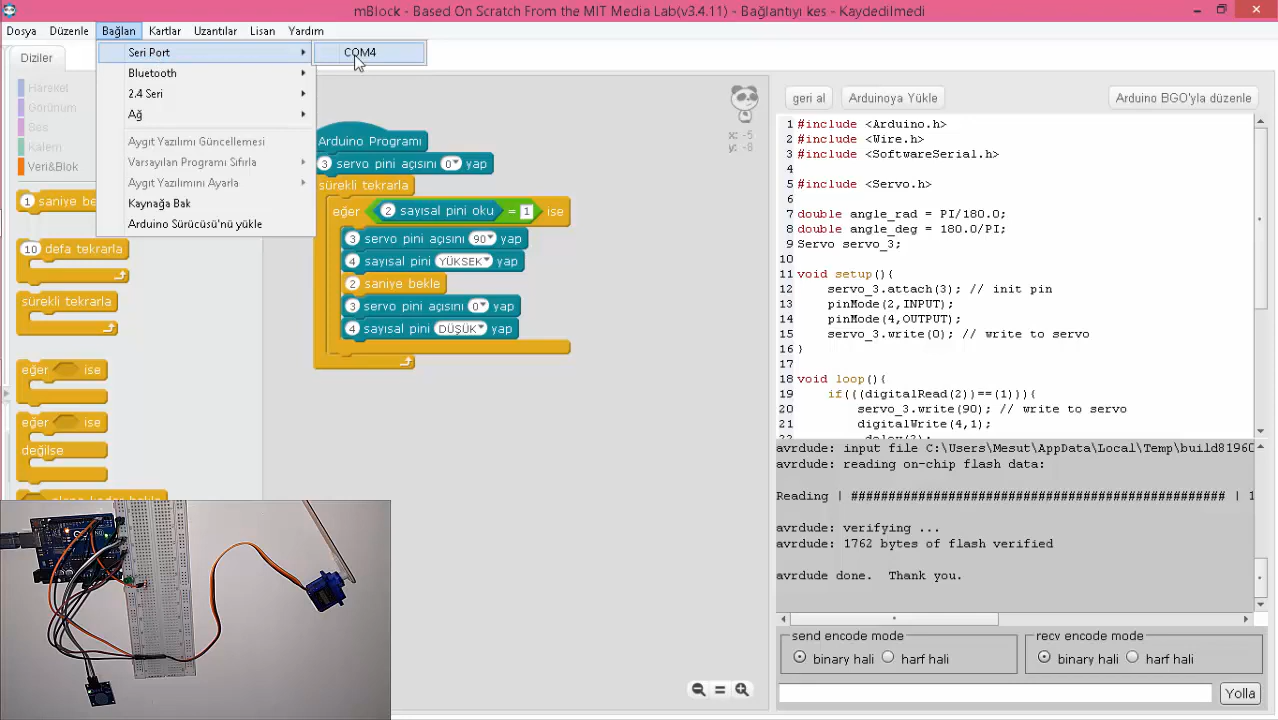 mBlock - Based On Scratch From the MIT Media Lab(v3.4.11) - Bağlantıyı kes - Kaydedilmedi
Dosya Düzenle Bağlan Kartlar Uzantılar Lisan Yardım
Diziler
Seri Port
COM4
Bluetooth
2.4 Seri
Ağ
Aygıt Yazılımı Güncellemesi
Varsayılan Programı Sıfırla
Aygıt Yazılımını Ayarla
Kaynağa Bak
Arduino Sürücüsü'nü yükle
Hareket
Görünüm
Ses
Kalem
Veri&Blok
1 saniye be
10 defa tekrarla
sürekli tekrarla
eğer ise
eğer ise
değilse
Arduino Programı
3 servo pini açısını 0 yap
sürekli tekrarla
eğer 2 sayısal pini oku = 1 ise
3 servo pini açısını 90 yap
4 sayısal pini YÜKSEK yap
2 saniye bekle
3 servo pini açısını 0 yap
4 sayısal pini DÜŞÜK yap
x: -5
y: -8
geri al Arduinoya Yükle Arduino BGO'yla düzenle
1 #include <Arduino.h>
2 #include <Wire.h>
3 #include <SoftwareSerial.h>
4
5 #include <Servo.h>
6
7 double angle_rad = PI/180.0;
8 double angle_deg = 180.0/PI;
9 Servo servo_3;
10
11 void setup(){
12 servo_3.attach(3); // init pin
13 pinMode(2,INPUT);
14 pinMode(4,OUTPUT);
15 servo_3.write(0); // write to servo
16 }
17
18 void loop(){
19 if(((digitalRead(2))==(1))){
20 servo_3.write(90); // write to servo
21 digitalWrite(4,1);
avrdude: input file C:\Users\Mesut\AppData\Local\Temp\build81960
avrdude: reading on-chip flash data:
Reading | ################################################ | 1
avrdude: verifying ...
avrdude: 1762 bytes of flash verified
avrdude done. Thank you.
send encode mode
binary hali harf hali
recv encode mode
binary hali harf hali
Yolla